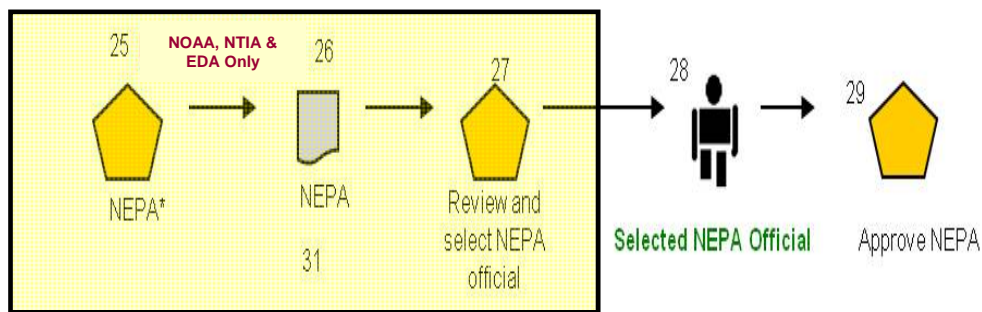 25
NOAA, NTIA &
EDA Only
26
27
28
29
NEPA*
NEPA
31
Review and
select NEPA
official
Selected NEPA Official
Approve NEPA